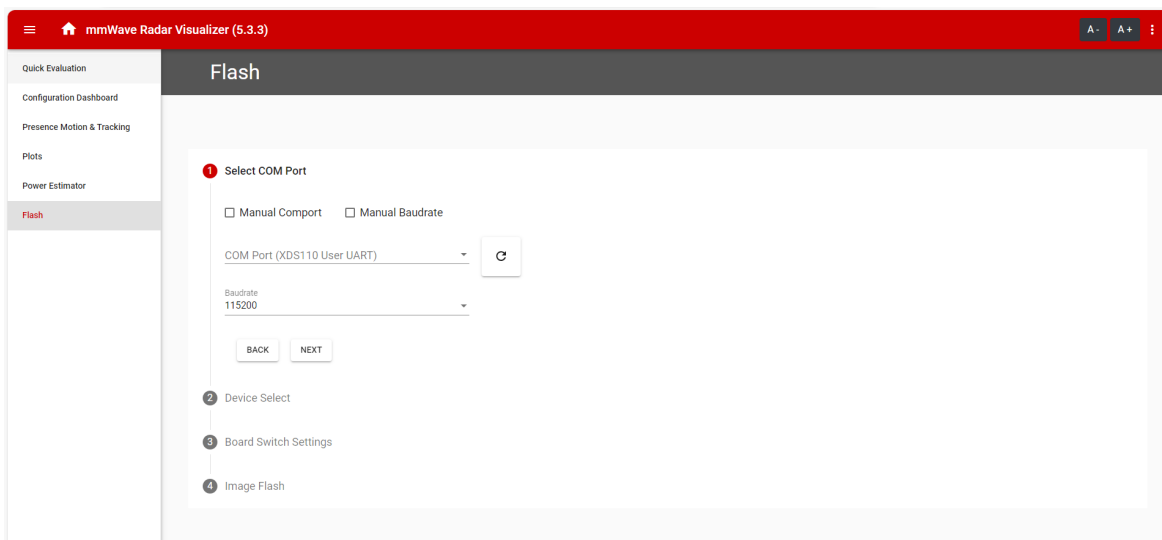 mmWave Radar Visualizer (5.3.3)
A -
A +
Quick Evaluation
Configuration Dashboard
Presence Motion & Tracking
Plots
Power Estimator
Flash
Flash
1 Select COM Port
Manual Comport
Manual Baudrate
COM Port (XDS110 User UART)
Baudrate
115200
BACK
NEXT
2 Device Select
3 Board Switch Settings
4 Image Flash